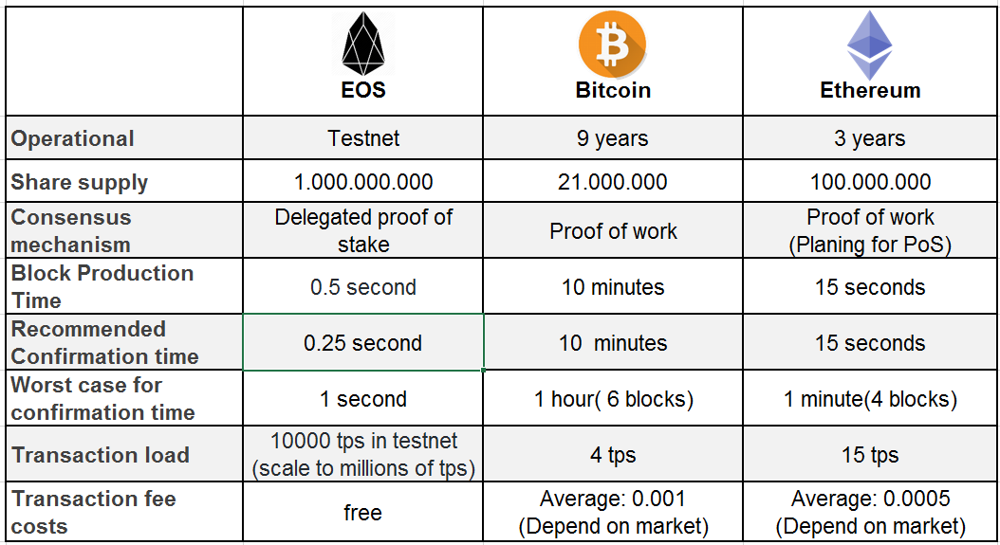 EOS
Bitcoin
Ethereum
Operational
Testnet
9 years
3 years
Share supply
1.000.000.000
21.000.000
100.000.000
Consensus
mechanism
Delegated proof of
stake
Proof of work
Proof of work
(Planing for PoS)
Block Production
Time
0.5 second
10 minutes
15 seconds
Recommended
Confirmation time
0.25 second
10 minutes
15 seconds
Worst case for
confirmation time
1 second
1 hour( 6 blocks)
1 minute(4 blocks)
Transaction load
10000 tps in testnet
(scale to millions of tps)
4 tps
15 tps
Transaction fee
costs
free
Average: 0.001
(Depend on market)
Average: 0.0005
(Depend on market)